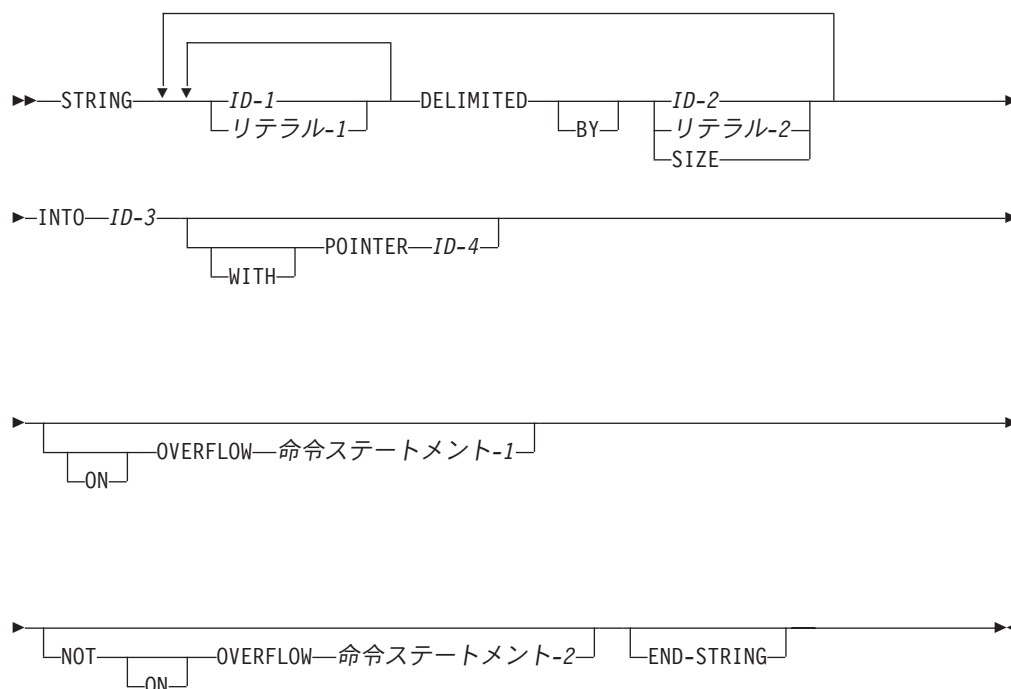 STRING ID-1 DELIMITED ID-2
リテラル-1 BY リテラル-2
SIZE
INTO ID-3
POINTER ID-4
WITH
OVERFLOW 命令ステートメント-1
ON
NOT OVERFLOW 命令ステートメント-2 END-STRING
ON